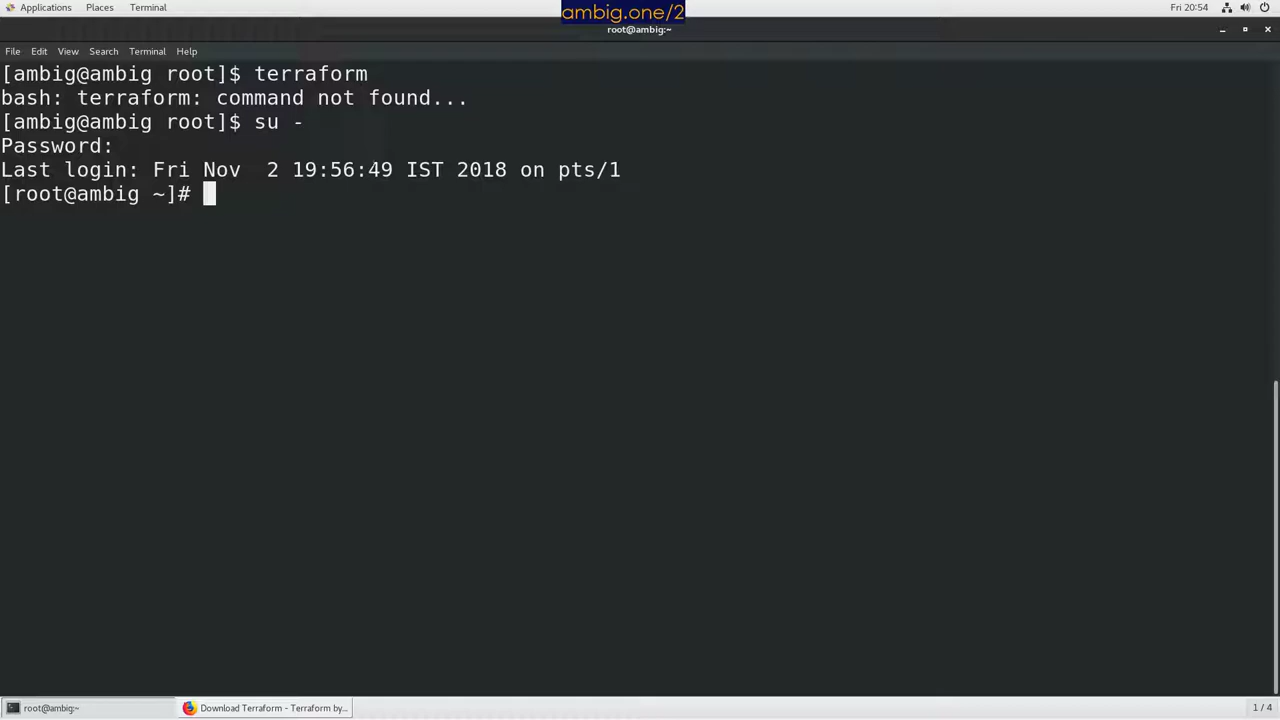 Applications Places Terminal ambig.one/2 Fri 20:54
root@ambig:~
File Edit View Search Terminal Help
[ambig@ambig root]$ terraform
bash: terraform: command not found...
[ambig@ambig root]$ su -
Password:
Last login: Fri Nov  2 19:56:49 IST 2018 on pts/1
[root@ambig ~]#
root@ambig:~ Download Terraform - Terraform by... 1 / 4